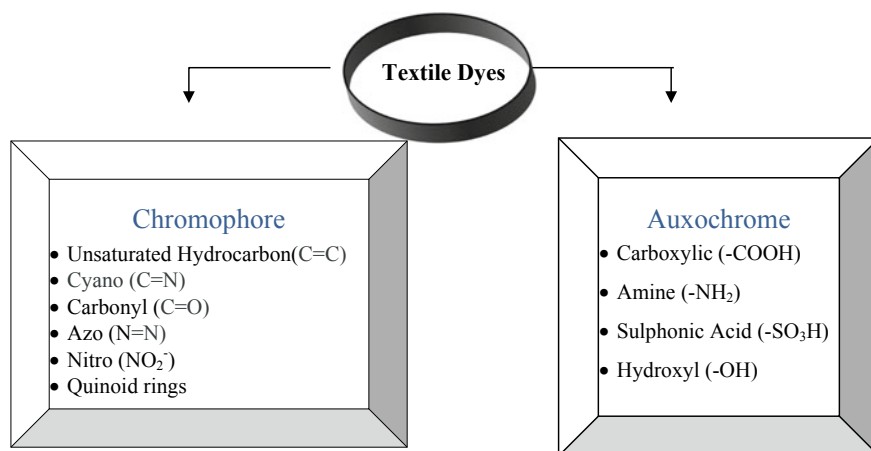 Textile Dyes
Chromophore
• Unsaturated Hydrocarbon(C=C)
• Cyano (C=N)
• Carbonyl (C=O)
• Azo (N=N)
• Nitro (NO₂⁻)
• Quinoid rings
Auxochrome
• Carboxylic (-COOH)
• Amine (-NH₂)
• Sulphonic Acid (-SO₃H)
• Hydroxyl (-OH)